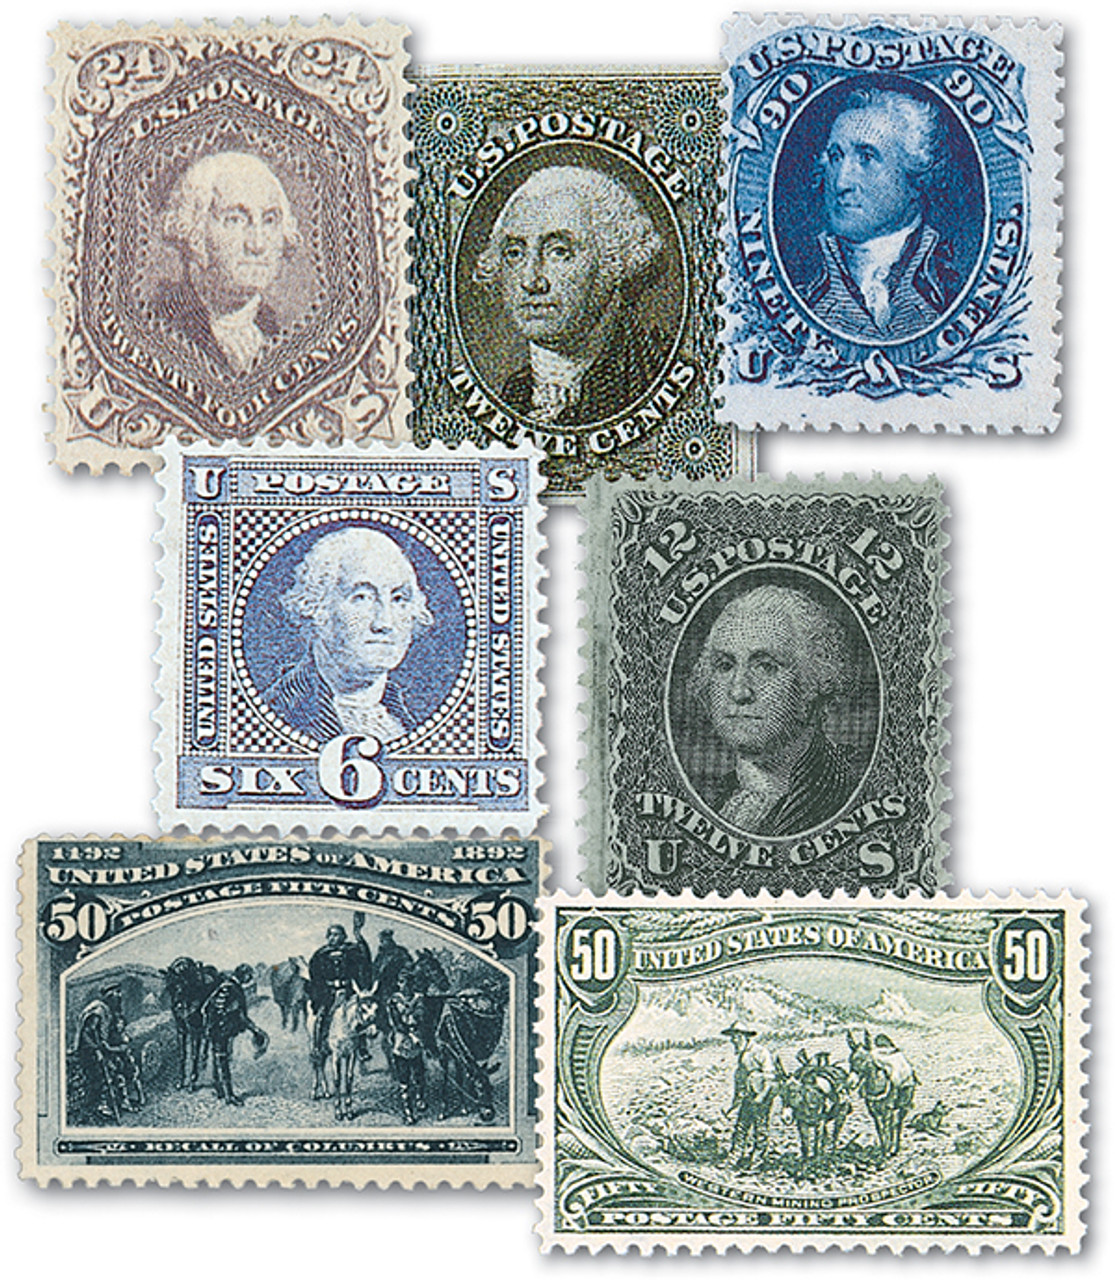 24 24
U.S. POSTAGE
TWENTY FOUR CENTS
U S
U.S. POSTAGE
TWELVE CENTS
U.S. POSTAGE
90 90
NINETY CENTS
U S
U POSTAGE S
UNITED STATES
UNITED STATES
SIX 6 CENTS
12 12
U.S. POSTAGE
TWELVE CENTS
U S
1492 1892
UNITED STATES OF AMERICA
50 POSTAGE FIFTY CENTS 50
RECALL OF COLUMBUS
50 UNITED STATES OF AMERICA 50
WESTERN MINING PROSPECTOR
FIFTY FIFTY
POSTAGE FIFTY CENTS